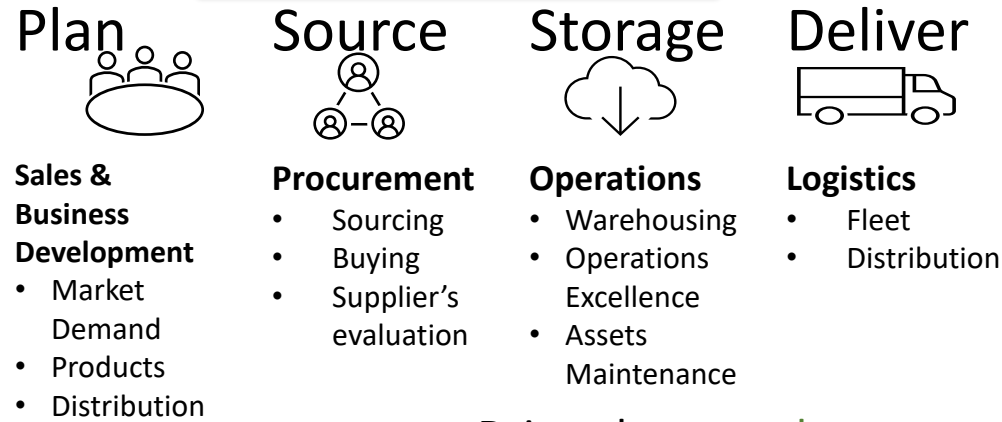 Plan
Sales &
Business
Development
• Market
Demand
• Products
• Distribution
Source
Procurement
• Sourcing
• Buying
• Supplier’s
evaluation
Storage
Operations
• Warehousing
• Operations
Excellence
• Assets
Maintenance
Deliver
Logistics
• Fleet
• Distribution